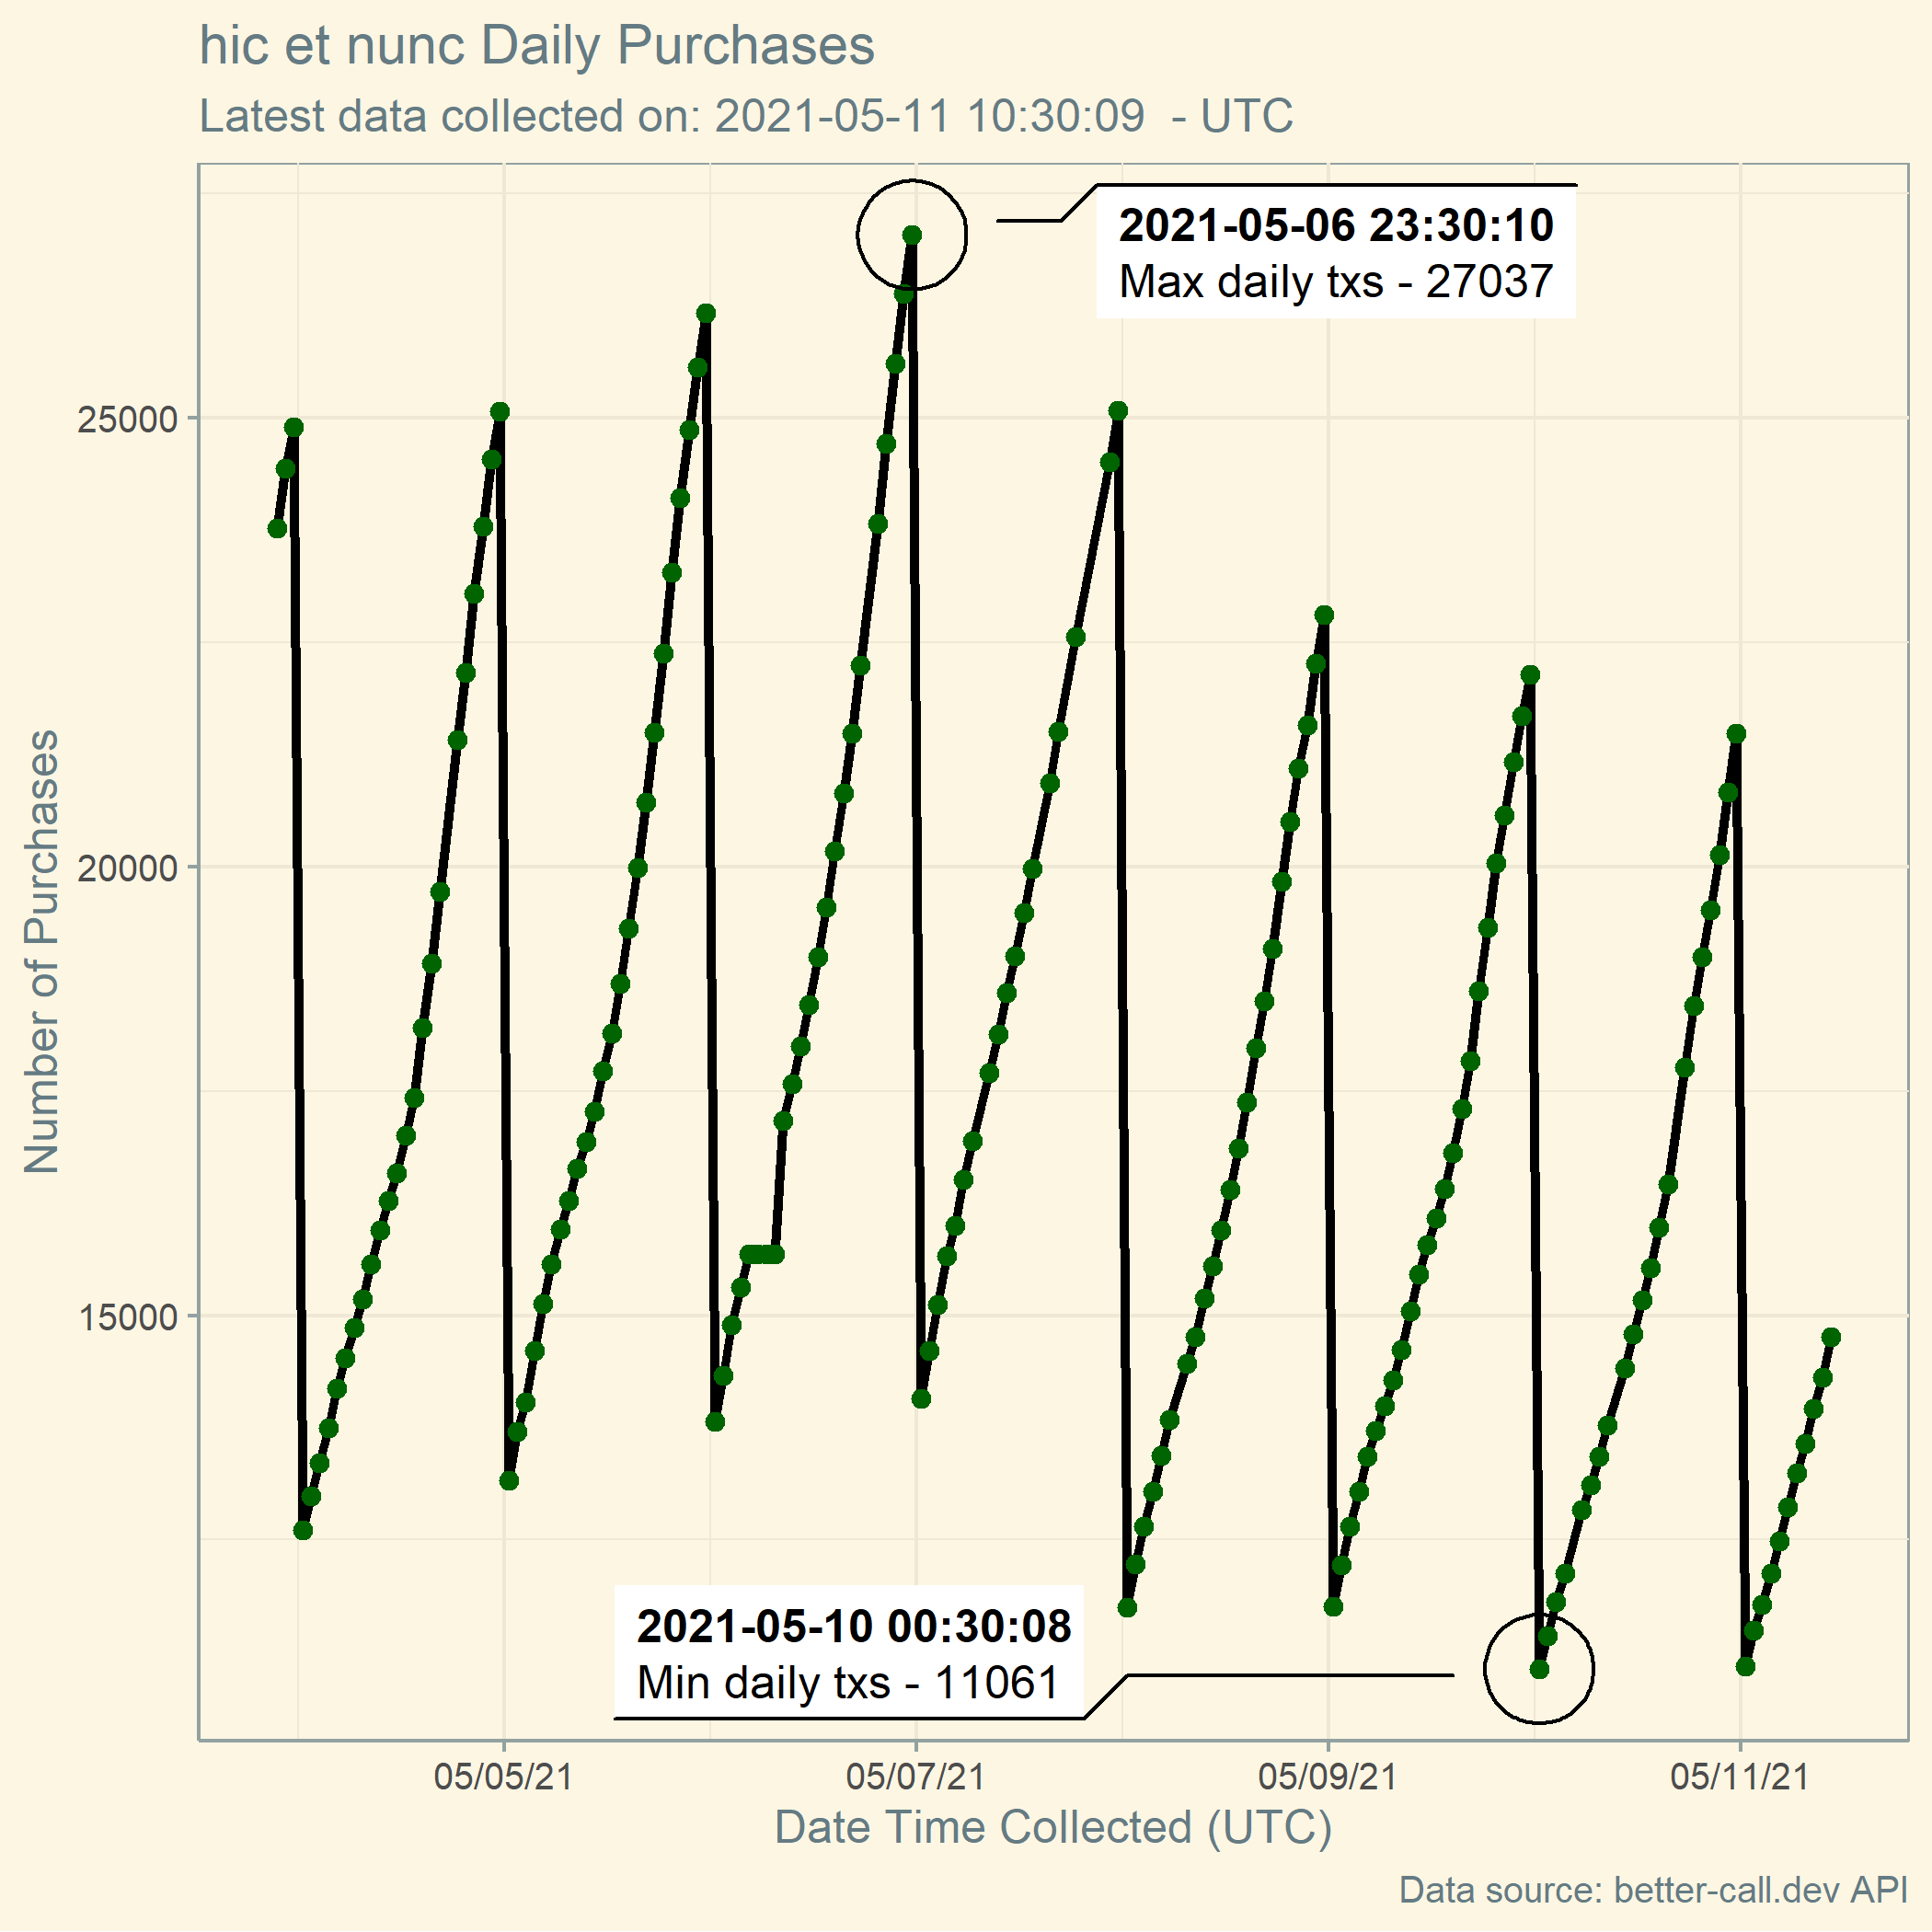 hic et nunc Daily Purchases
Latest data collected on: 2021-05-11 10:30:09  - UTC
2021-05-06 23:30:10
Max daily txs - 27037
25000
20000
15000
Number of Purchases
2021-05-10 00:30:08
Min daily txs - 11061
05/05/21
05/07/21
05/09/21
05/11/21
Date Time Collected (UTC)
Data source: better-call.dev API